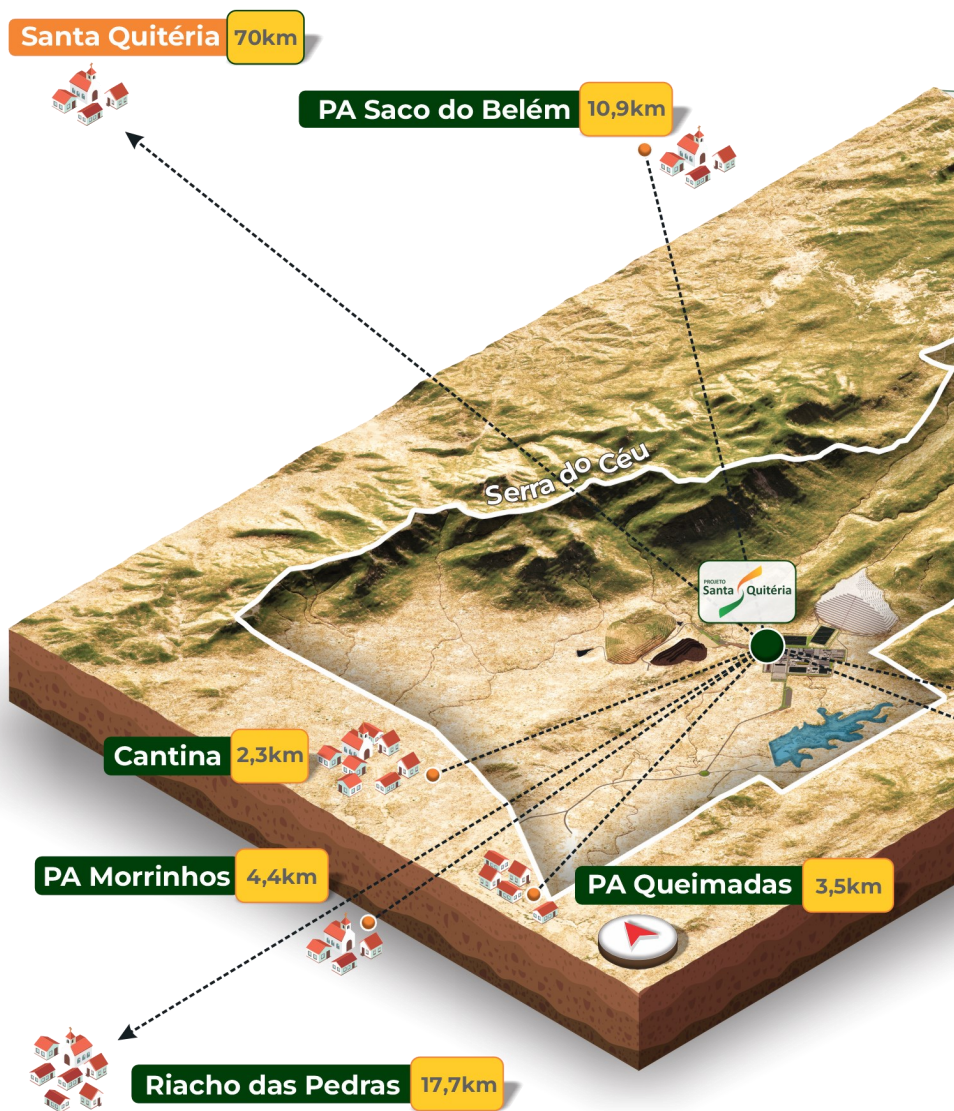 Santa Quitéria 70km
PA Saco do Belém 10,9km
Serra do Céu
PROJETO
Santa Quitéria
Cantina 2,3km
PA Morrinhos 4,4km
PA Queimadas 3,5km
Riacho das Pedras 17,7km